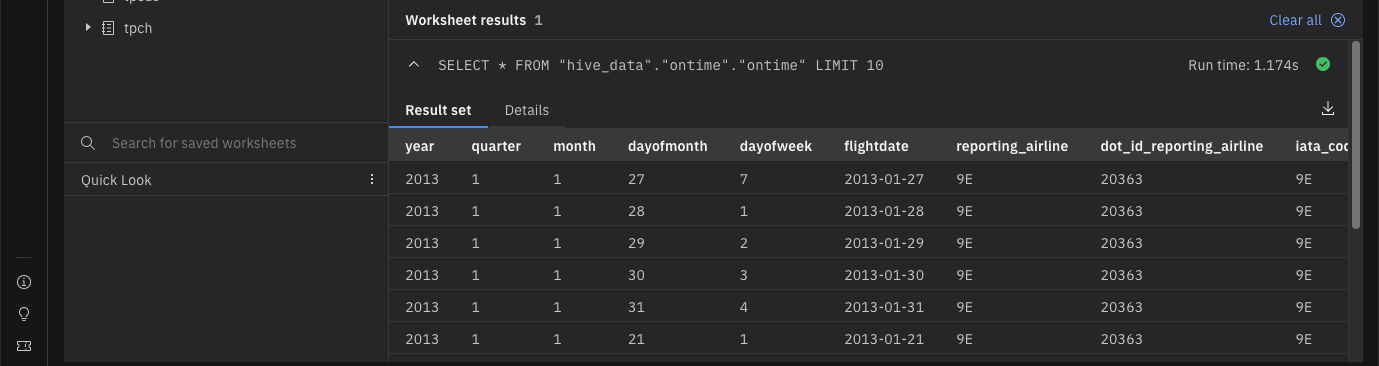 tpch
Search for saved worksheets
Quick Look
Worksheet results 1
Clear all
SELECT * FROM "hive_data"."ontime"."ontime" LIMIT 10
Run time: 1.174s
Result set Details
year quarter month dayofmonth dayofweek flightdate reporting_airline dot_id_reporting_airline iata_cod
2013 1 1 27 7 2013-01-27 9E 20363 9E
2013 1 1 28 1 2013-01-28 9E 20363 9E
2013 1 1 29 2 2013-01-29 9E 20363 9E
2013 1 1 30 3 2013-01-30 9E 20363 9E
2013 1 1 31 4 2013-01-31 9E 20363 9E
2013 1 1 21 1 2013-01-21 9E 20363 9E